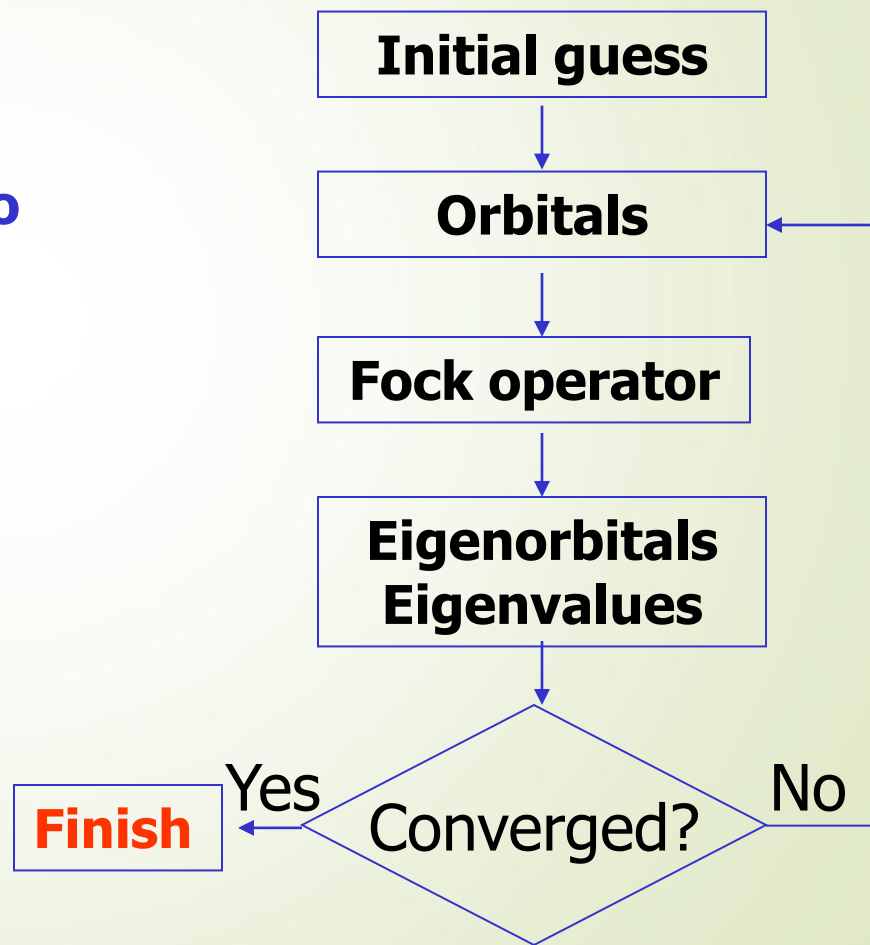 Initial guess
Orbitals
Fock operator
Eigenorbitals
Eigenvalues
Yes
No
Converged?
Finish